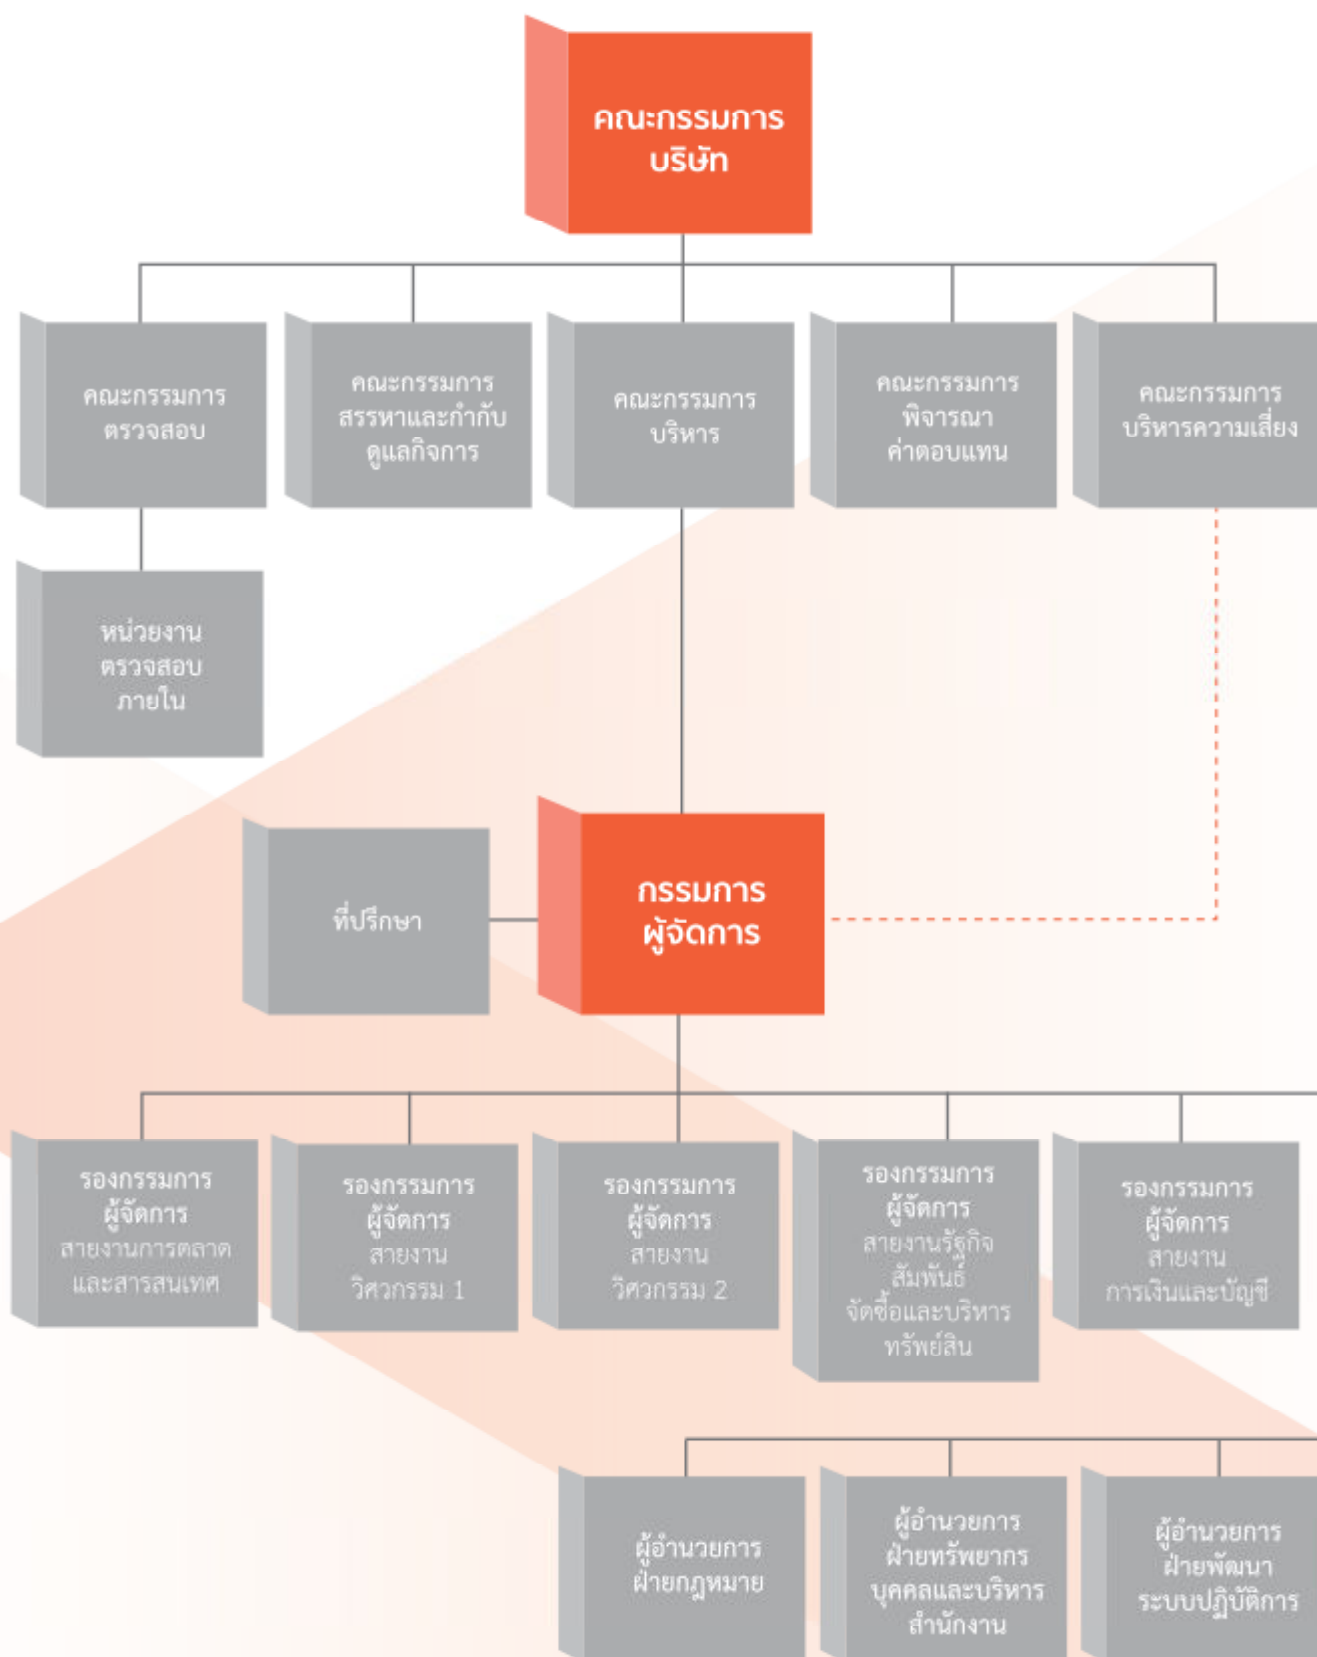 คณะกรรมการ
บริษัท
คณะกรรมการ
ตรวจสอบ
คณะกรรมการ
สรรหาและกำกับ
ดูแลกิจการ
คณะกรรมการ
บริหาร
คณะกรรมการ
พิจารณา
ค่าตอบแทน
คณะกรรมการ
บริหารความเสี่ยง
หน่วยงาน
ตรวจสอบ
ภายใน
ที่ปรึกษา
กรรมการ
ผู้จัดการ
รองกรรมการ
ผู้จัดการ
สายงานการตลาด
และสารสนเทศ
รองกรรมการ
ผู้จัดการ
สายงาน
วิศวกรรม 1
รองกรรมการ
ผู้จัดการ
สายงาน
วิศวกรรม 2
รองกรรมการ
ผู้จัดการ
สายงานรัฐกิจ
สัมพันธ์
จัดซื้อและบริหาร
ทรัพย์สิน
รองกรรมการ
ผู้จัดการ
สายงาน
การเงินและบัญชี
ผู้อำนวยการ
ฝ่ายกฎหมาย
ผู้อำนวยการ
ฝ่ายทรัพยากร
บุคคลและบริหาร
สำนักงาน
ผู้อำนวยการ
ฝ่ายพัฒนา
ระบบปฏิบัติการ